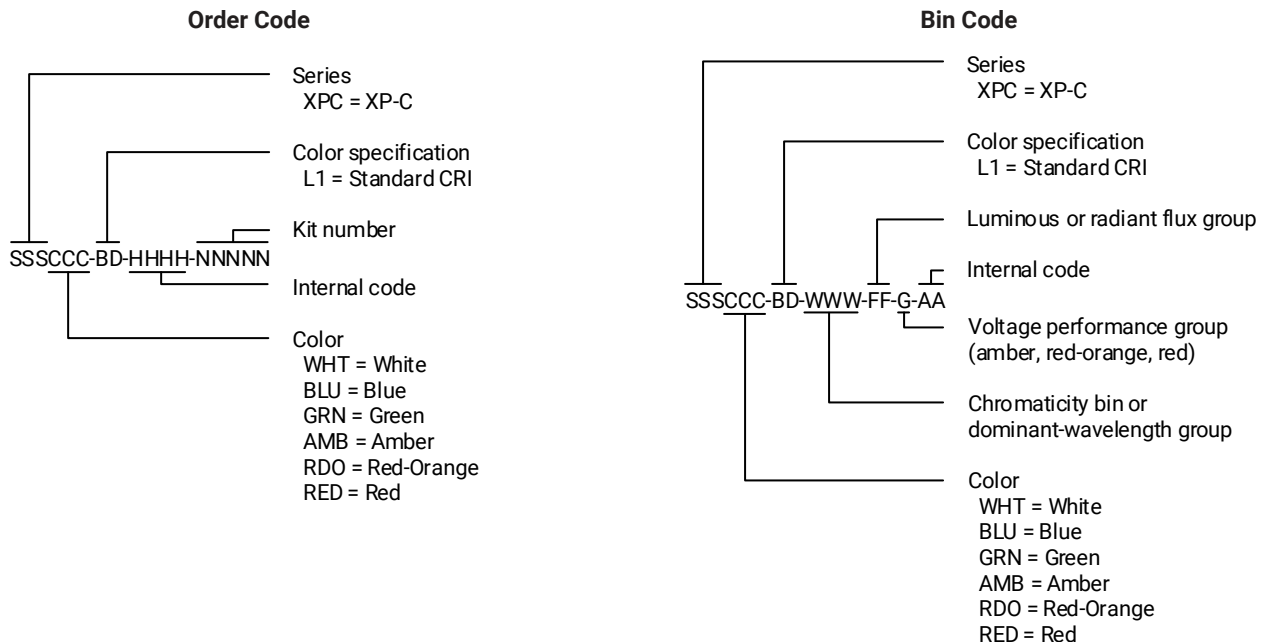 Order Code
Series
XPC = XP-C
Color specification
L1 = Standard CRI
Kit number
SSSCCC-BD-HHHH-NNNNN
Internal code
Color
WHT = White
BLU = Blue
GRN = Green
AMB = Amber
RDO = Red-Orange
RED = Red
Bin Code
Series
XPC = XP-C
Color specification
L1 = Standard CRI
Luminous or radiant flux group
Internal code
SSSCCC-BD-WWW-FF-G-AA
Voltage performance group
(amber, red-orange, red)
Chromaticity bin or
dominant-wavelength group
Color
WHT = White
BLU = Blue
GRN = Green
AMB = Amber
RDO = Red-Orange
RED = Red